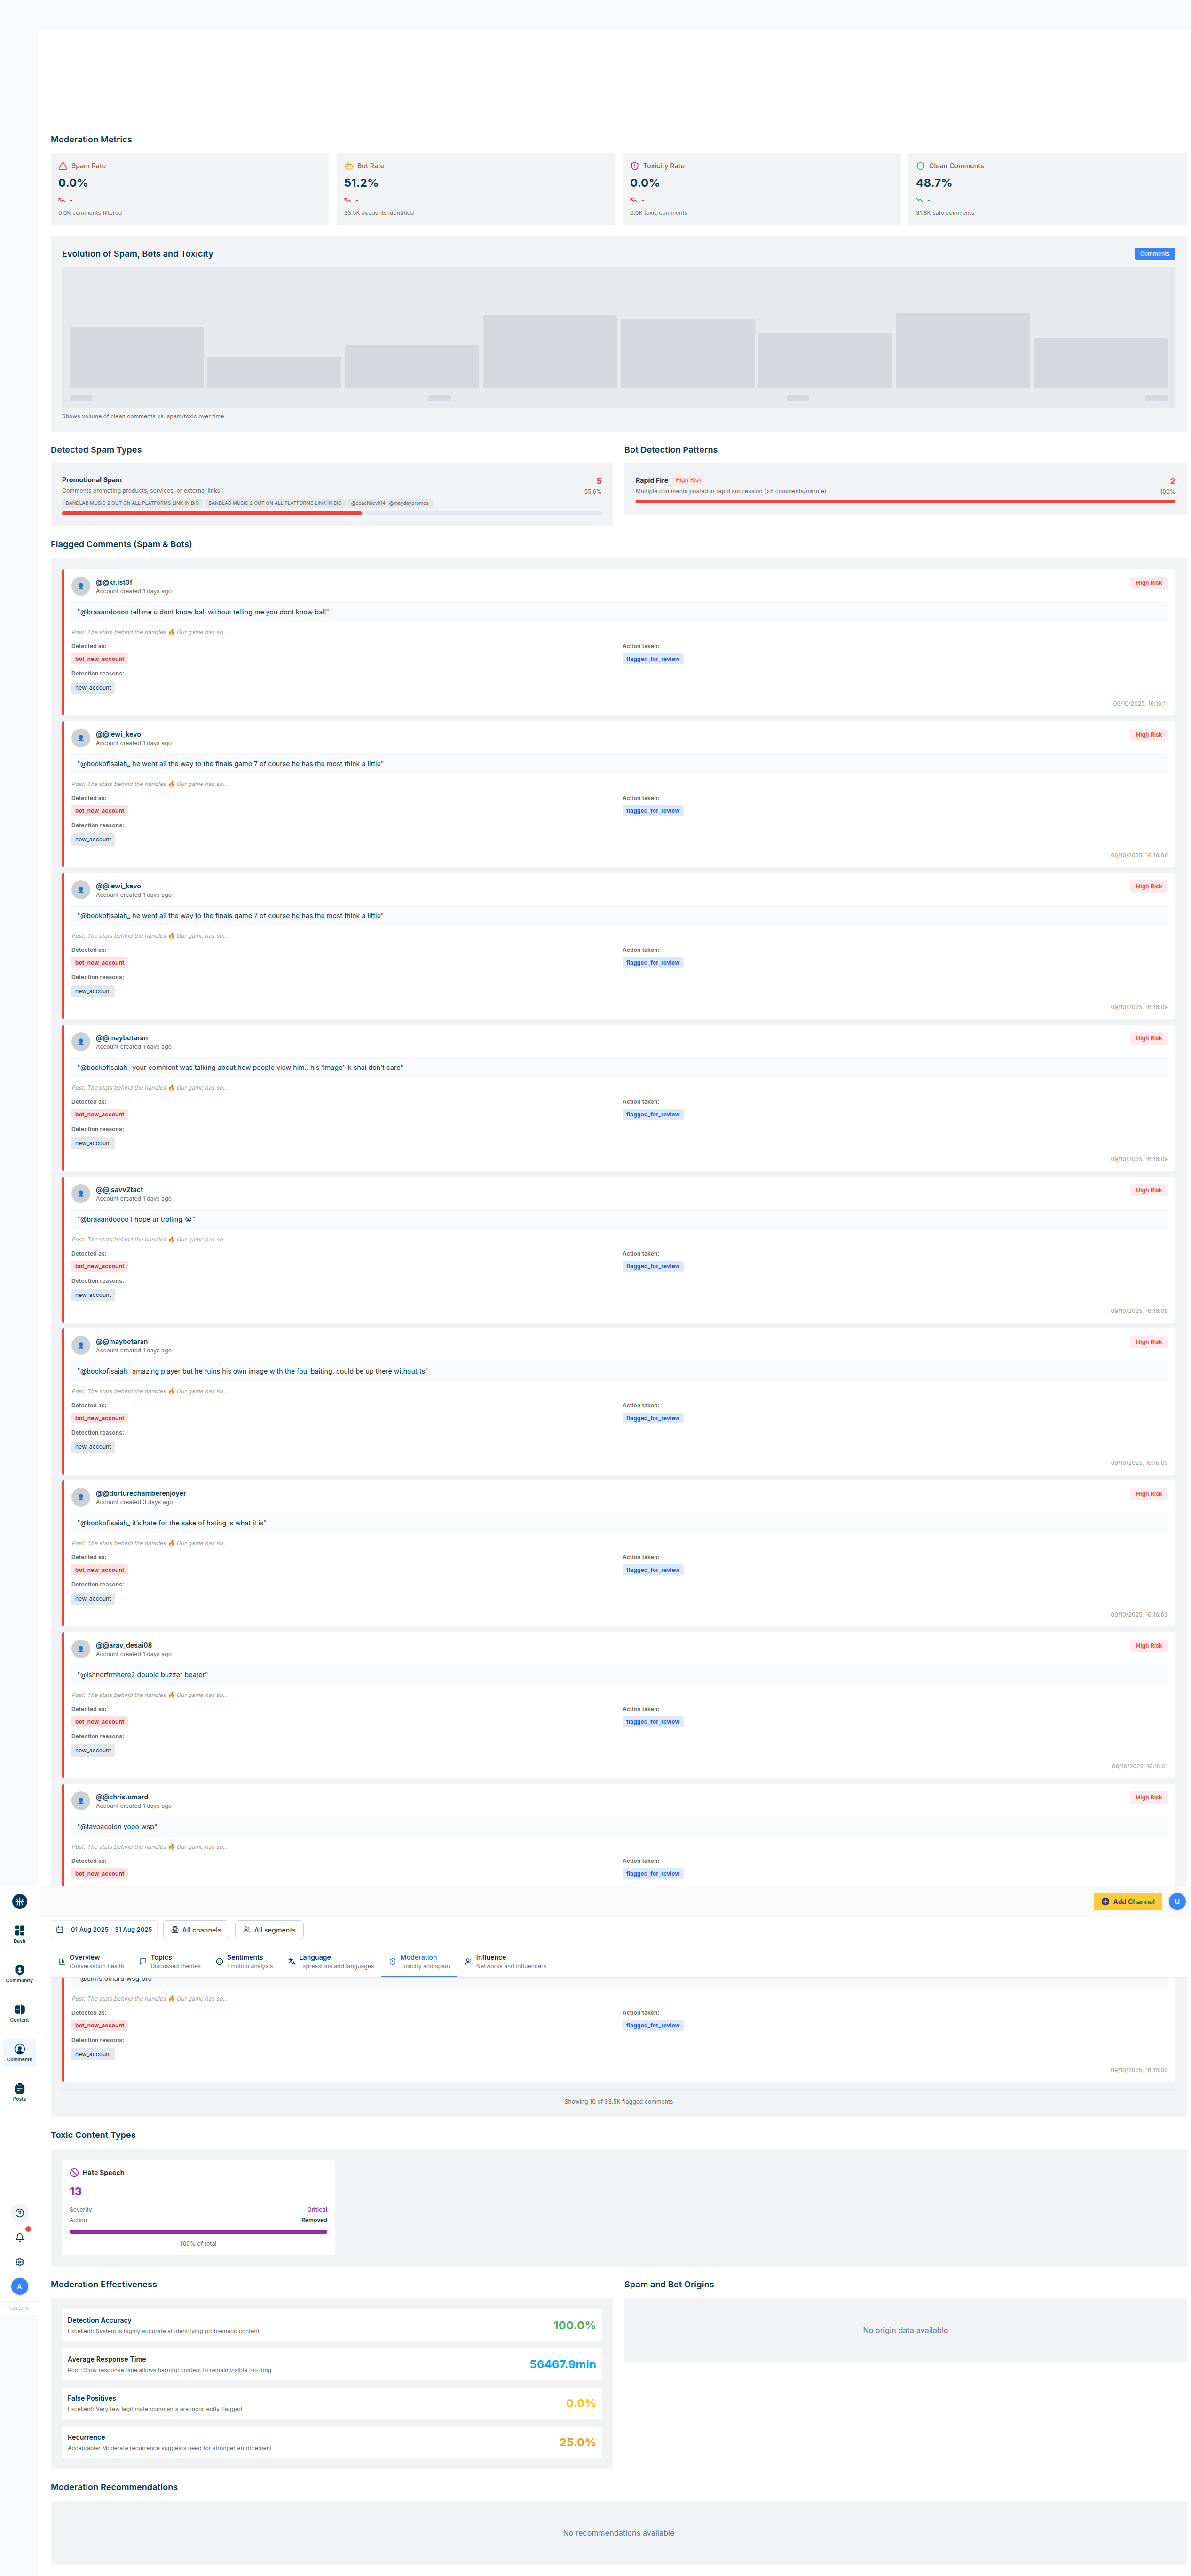 Moderation Metrics
Spam Rate
0.0%
-
0.0K comments filtered
Bot Rate
51.2%
-
33.5K accounts identified
Toxicity Rate
0.0%
-
0.0K toxic comments
Clean Comments
48.7%
-
31.8K safe comments
Evolution of Spam, Bots and Toxicity
Comments
Shows volume of clean comments vs. spam/toxic over time
Detected Spam Types
Promotional Spam
5
Comments promoting products, services, or external links
55.6%
BANDLAB MUSIC 2 OUT ON ALL PLATFORMS LINK IN BIO
BANDLAB MUSIC 2 OUT ON ALL PLATFORMS LINK IN BIO
@coachkevhf4_ @maydaypromos
Bot Detection Patterns
Rapid Fire
High Risk
2
Multiple comments posted in rapid succession (>5 comments/minute)
100%
Flagged Comments (Spam & Bots)
@@kr.ist0f
Account created 1 days ago
High Risk
"@braaandoooo tell me u dont know ball without telling me you dont know ball"
Post: The stats behind the handles 🔥 Our game has so...
Detected as:
bot_new_account
Action taken:
flagged_for_review
Detection reasons:
new_account
09/10/2025, 16:16:11
@@lewi_kevo
Account created 1 days ago
High Risk
"@bookofisaiah_ he went all the way to the finals game 7 of course he has the most think a little"
Post: The stats behind the handles 🔥 Our game has so...
Detected as:
bot_new_account
Action taken:
flagged_for_review
Detection reasons:
new_account
09/10/2025, 16:16:09
@@lewi_kevo
Account created 1 days ago
High Risk
"@bookofisaiah_ he went all the way to the finals game 7 of course he has the most think a little"
Post: The stats behind the handles 🔥 Our game has so...
Detected as:
bot_new_account
Action taken:
flagged_for_review
Detection reasons:
new_account
09/10/2025, 16:16:09
@@maybetaran
Account created 1 days ago
High Risk
"@bookofisaiah_ your comment was talking about how people view him.. his 'image' Ik shai don't care"
Post: The stats behind the handles 🔥 Our game has so...
Detected as:
bot_new_account
Action taken:
flagged_for_review
Detection reasons:
new_account
09/10/2025, 16:16:09
@@jsavv2tact
Account created 1 days ago
High Risk
"@braaandoooo I hope ur trolling 😭"
Post: The stats behind the handles 🔥 Our game has so...
Detected as:
bot_new_account
Action taken:
flagged_for_review
Detection reasons:
new_account
09/10/2025, 16:16:06
@@maybetaran
Account created 1 days ago
High Risk
"@bookofisaiah_ amazing player but he ruins his own image with the foul baiting, could be up there without ts"
Post: The stats behind the handles 🔥 Our game has so...
Detected as:
bot_new_account
Action taken:
flagged_for_review
Detection reasons:
new_account
09/10/2025, 16:16:05
@@dorturechamberenjoyer
Account created 3 days ago
High Risk
"@bookofisaiah_ it's hate for the sake of hating is what it is"
Post: The stats behind the handles 🔥 Our game has so...
Detected as:
bot_new_account
Action taken:
flagged_for_review
Detection reasons:
new_account
09/10/2025, 16:16:03
@@arav_desai08
Account created 1 days ago
High Risk
"@ishnotfrmhere2 double buzzer beater"
Post: The stats behind the handles 🔥 Our game has so...
Detected as:
bot_new_account
Action taken:
flagged_for_review
Detection reasons:
new_account
09/10/2025, 16:16:01
@@chris.omard
Account created 1 days ago
High Risk
"@tavoacolon yooo wsp"
Post: The stats behind the handles 🔥 Our game has so...
Detected as:
bot_new_account
Action taken:
flagged_for_review
Add Channel
U
01 Aug 2025 - 31 Aug 2025
All channels
All segments
Overview
Conversation health
Topics
Discussed themes
Sentiments
Emotion analysis
Language
Expressions and languages
Moderation
Toxicity and spam
Influence
Networks and influencers
Dash
Community
Content
Comments
Posts
A
"@chris.omard wsg bro"
Post: The stats behind the handles 🔥 Our game has so...
Detected as:
bot_new_account
Action taken:
flagged_for_review
Detection reasons:
new_account
09/10/2025, 16:16:00
Showing 10 of 33.5K flagged comments
Toxic Content Types
Hate Speech
13
Severity
Critical
Action
Removed
100% of total
Moderation Effectiveness
Detection Accuracy
Excellent: System is highly accurate at identifying problematic content
100.0%
Average Response Time
Poor: Slow response time allows harmful content to remain visible too long
56467.9min
False Positives
Excellent: Very few legitimate comments are incorrectly flagged
0.0%
Recurrence
Acceptable: Moderate recurrence suggests need for stronger enforcement
25.0%
Spam and Bot Origins
No origin data available
Moderation Recommendations
No recommendations available